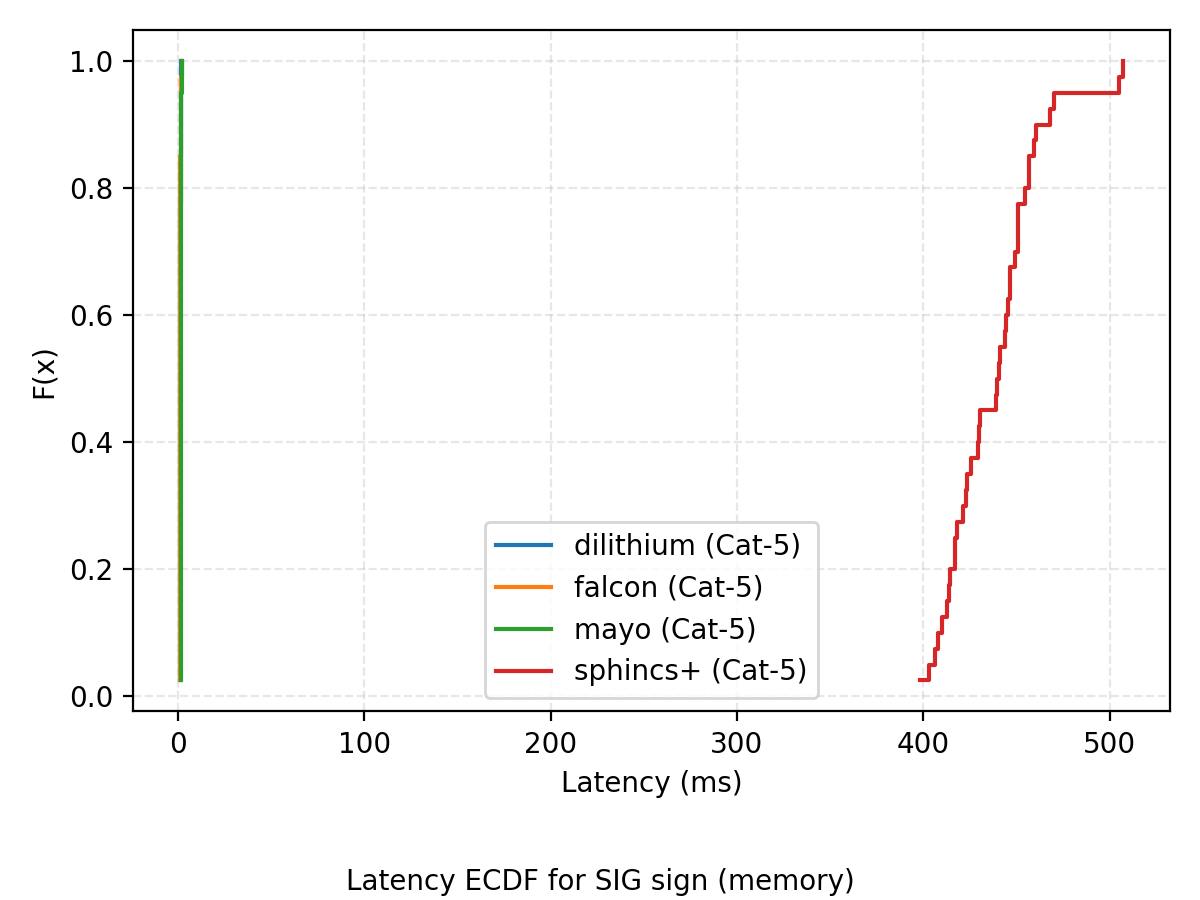 1.0
0.8
0.6
0.4
0.2
0.0
F(x)
dilithium (Cat-5)
falcon (Cat-5)
mayo (Cat-5)
sphincs+ (Cat-5)
0 100 200 300 400 500
Latency (ms)
Latency ECDF for SIG sign (memory)